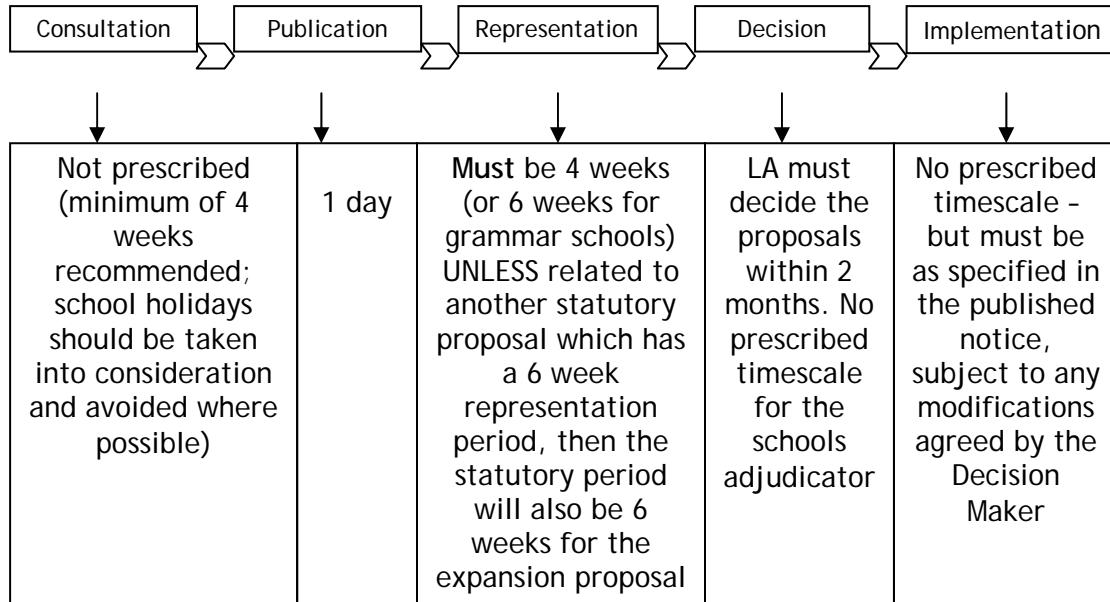 Consultation
Publication
Representation
Decision
Implementation
Not prescribed
(minimum of 4
weeks
recommended;
school holidays
should be taken
into consideration
and avoided where
possible)
1 day
Must be 4 weeks
(or 6 weeks for
grammar schools)
UNLESS related to
another statutory
proposal which has
a 6 week
representation
period, then the
statutory period
will also be 6
weeks for the
expansion proposal
LA must
decide the
proposals
within 2
months. No
prescribed
timescale
for the
schools
adjudicator
No prescribed
timescale –
but must be
as specified in
the published
notice,
subject to any
modifications
agreed by the
Decision
Maker